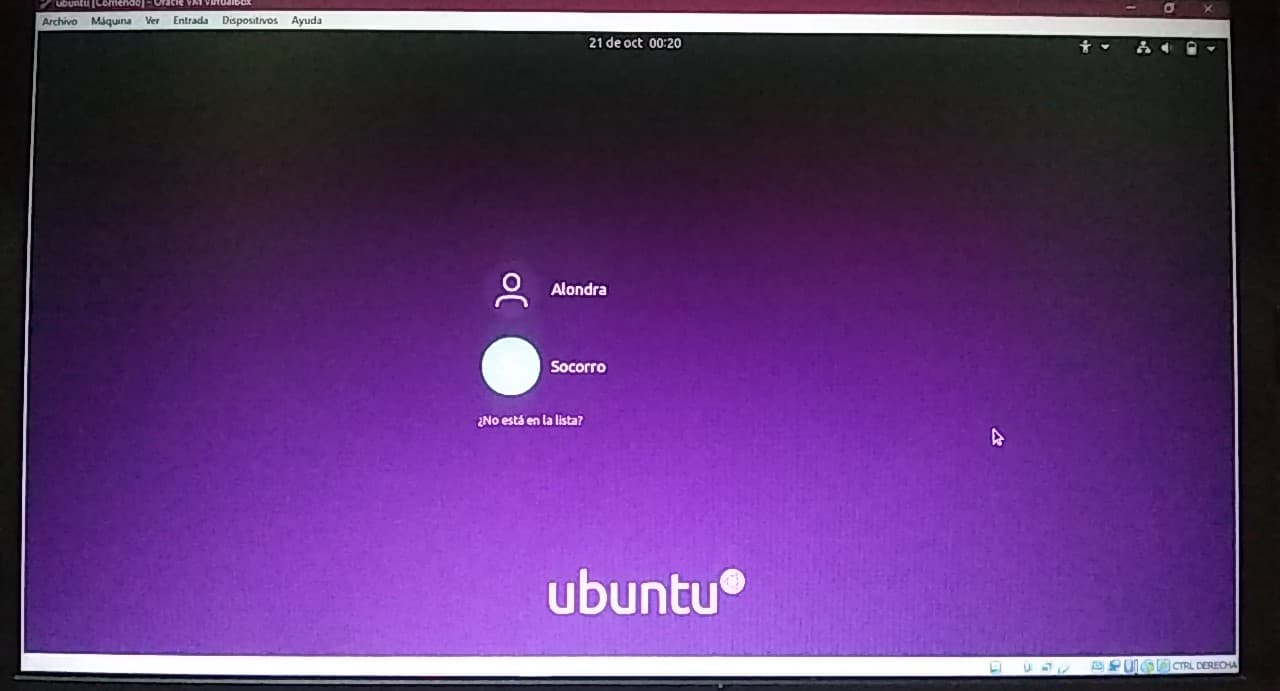 ubuntu [Corriendo] - Oracle VM VirtualBox
Archivo Máquina Ver Entrada Dispositivos Ayuda
21 de oct 00:20
Alondra
Socorro
¿No está en la lista?
ubuntu
CTRL DERECHA